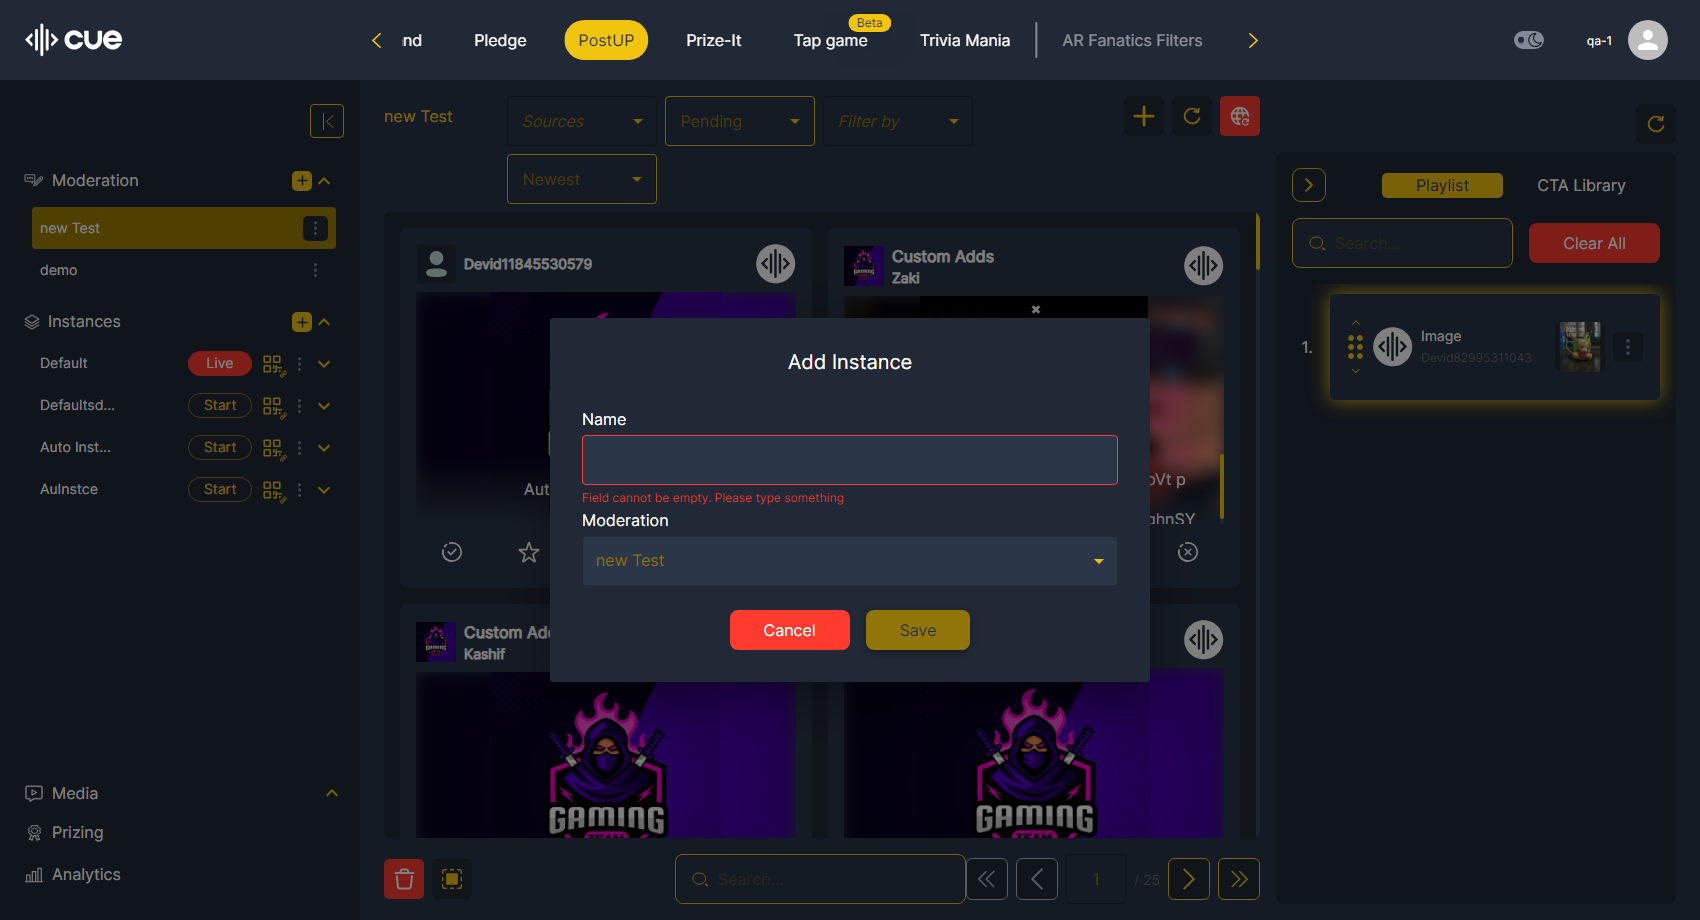 cue
nd
Pledge
PostUP
Prize-It
Beta
Tap game
Trivia Mania
AR Fanatics Filters
qa-1
Moderation
new Test
demo
Instances
Default
Live
Defaultsd...
Start
Auto Inst...
Start
AuInstce
Start
Media
Prizing
Analytics
new Test
Sources
Pending
Filter by
Newest
Devid11845530579
Aut
Custom Adds
Zaki
oVt p
ghnSY
Custom Add
Kashif
GAMING
TEAM
GAMING
TEAM
Add Instance
Name
Field cannot be empty. Please type something
Moderation
new Test
Cancel
Save
Search...
1
/ 25
Playlist
CTA Library
Search...
Clear All
1.
Image
Devid82995311043